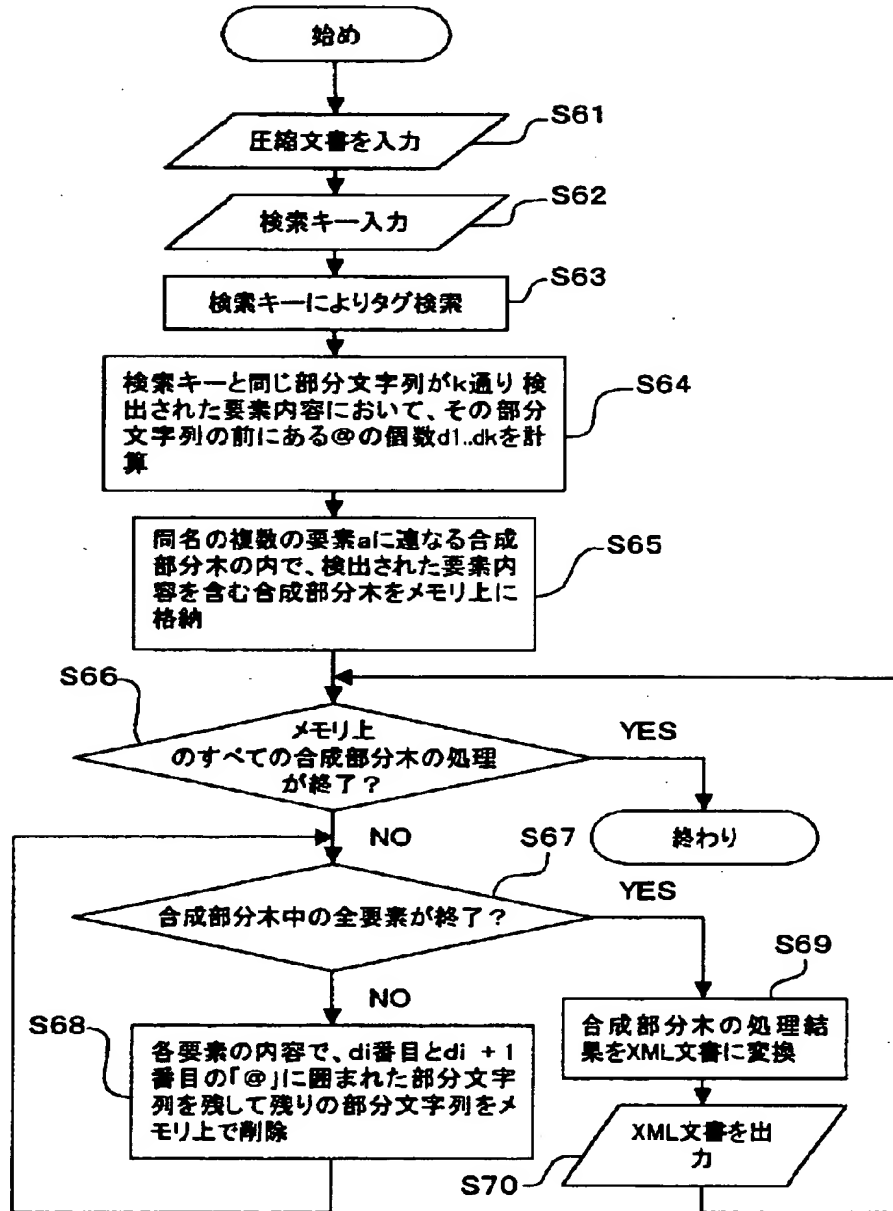 始め
圧縮文書を入力
S61
検索キー入力
S62
検索キーによりタグ検索
S63
検索キーと同じ部分文字列がk通り検
出された要素内容において、その部分
文字列の前にある@の個数d1..dkを計
算
S64
同名の複数の要素aに連なる合成
部分木の内で、検出された要素内
容を含む合成部分木をメモリ上に
格納
S65
S66
メモリ上
のすべての合成部分木の処理
が終了?
YES
終わり
NO
S67
合成部分木中の全要素が終了?
YES
NO
S68
各要素の内容で、di番目とdi + 1
番目の「@」に囲まれた部分文字
列を残して残りの部分文字列をメ
モリ上で削除
S69
合成部分木の処理結
果をXML文書に変換
XML文書を出
力
S70